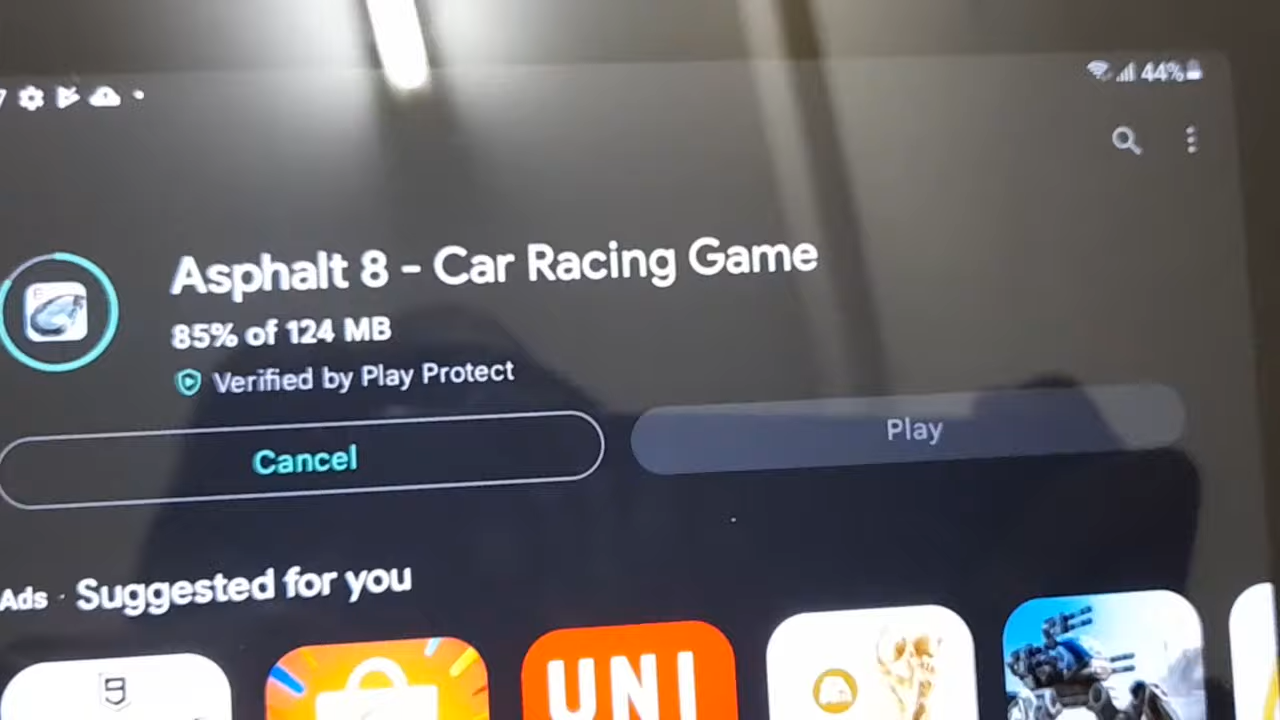 44%
Asphalt 8 - Car Racing Game
85% of 124 MB
Verified by Play Protect
Cancel
Play
Ads · Suggested for you
9
UNI